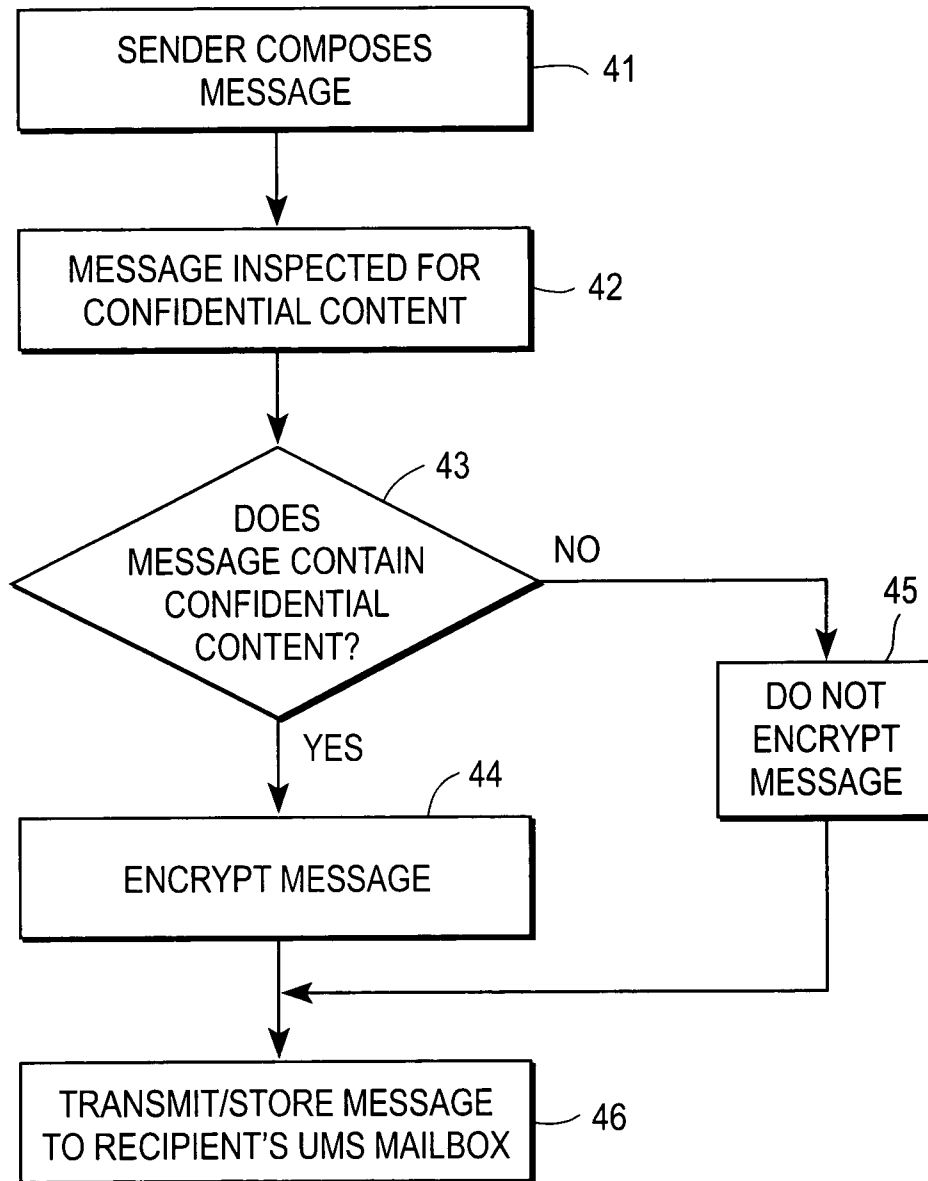 SENDER COMPOSES
MESSAGE
41
MESSAGE INSPECTED FOR
CONFIDENTIAL CONTENT
42
43
DOES
MESSAGE CONTAIN
CONFIDENTIAL
CONTENT?
NO
YES
45
DO NOT
ENCRYPT
MESSAGE
44
ENCRYPT MESSAGE
TRANSMIT/STORE MESSAGE
TO RECIPIENT'S UMS MAILBOX
46